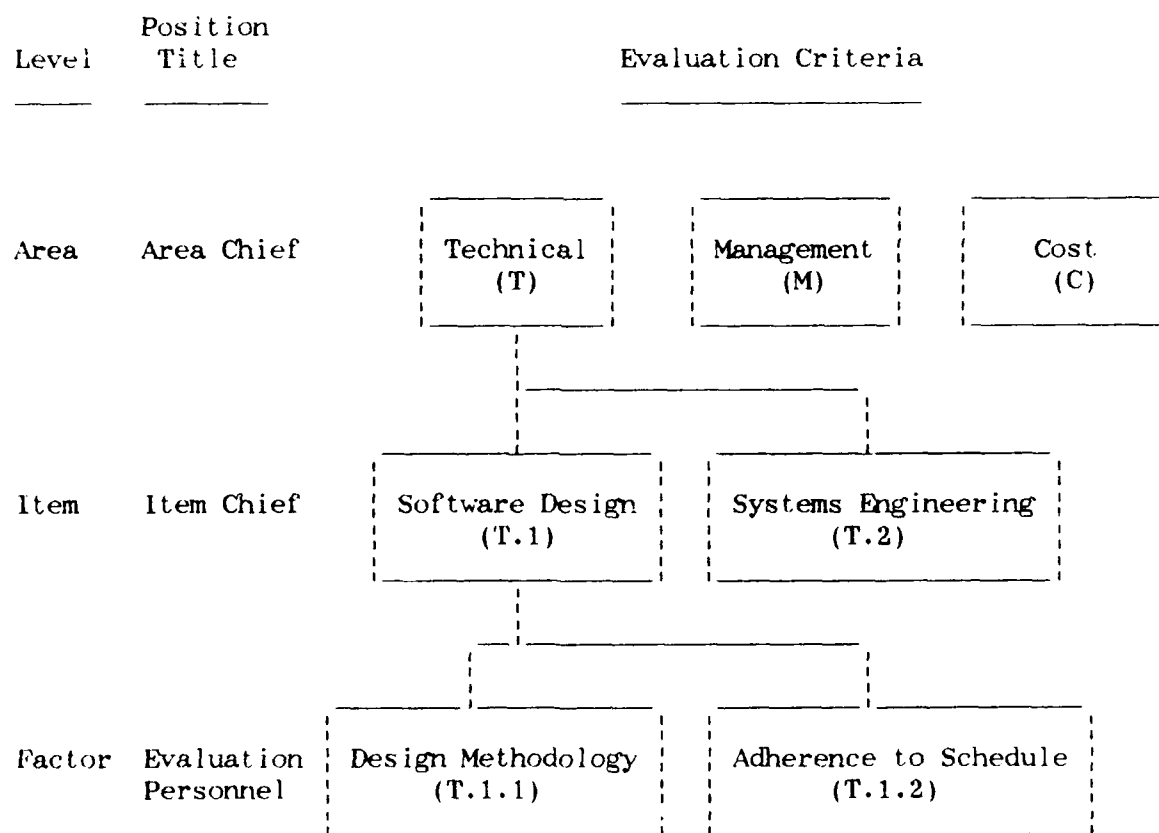 Position
Level Title Evaluation Criteria
Area Area Chief Technical Management Cost
(T) (M) (C)
Item Item Chief Software Design Systems Engineering
(T.1) (T.2)
Factor Evaluation Design Methodology Adherence to Schedule
Personnel (T.1.1) (T.1.2)